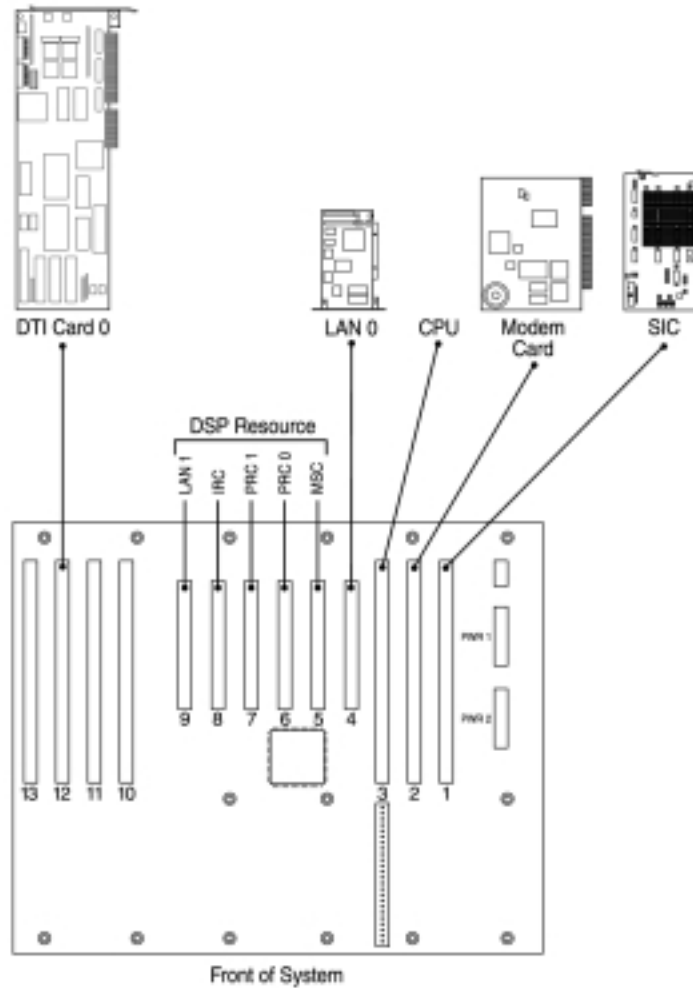 DTI Card 0
LAN 0
CPU
Modem
Card
SIC
DSP Resource
LAN 1
IRC
PRC 1
PRC 0
MSC
PWR 1
PWR 2
9
8
7
6
5
4
13
12
11
10
3
2
1
Front of System